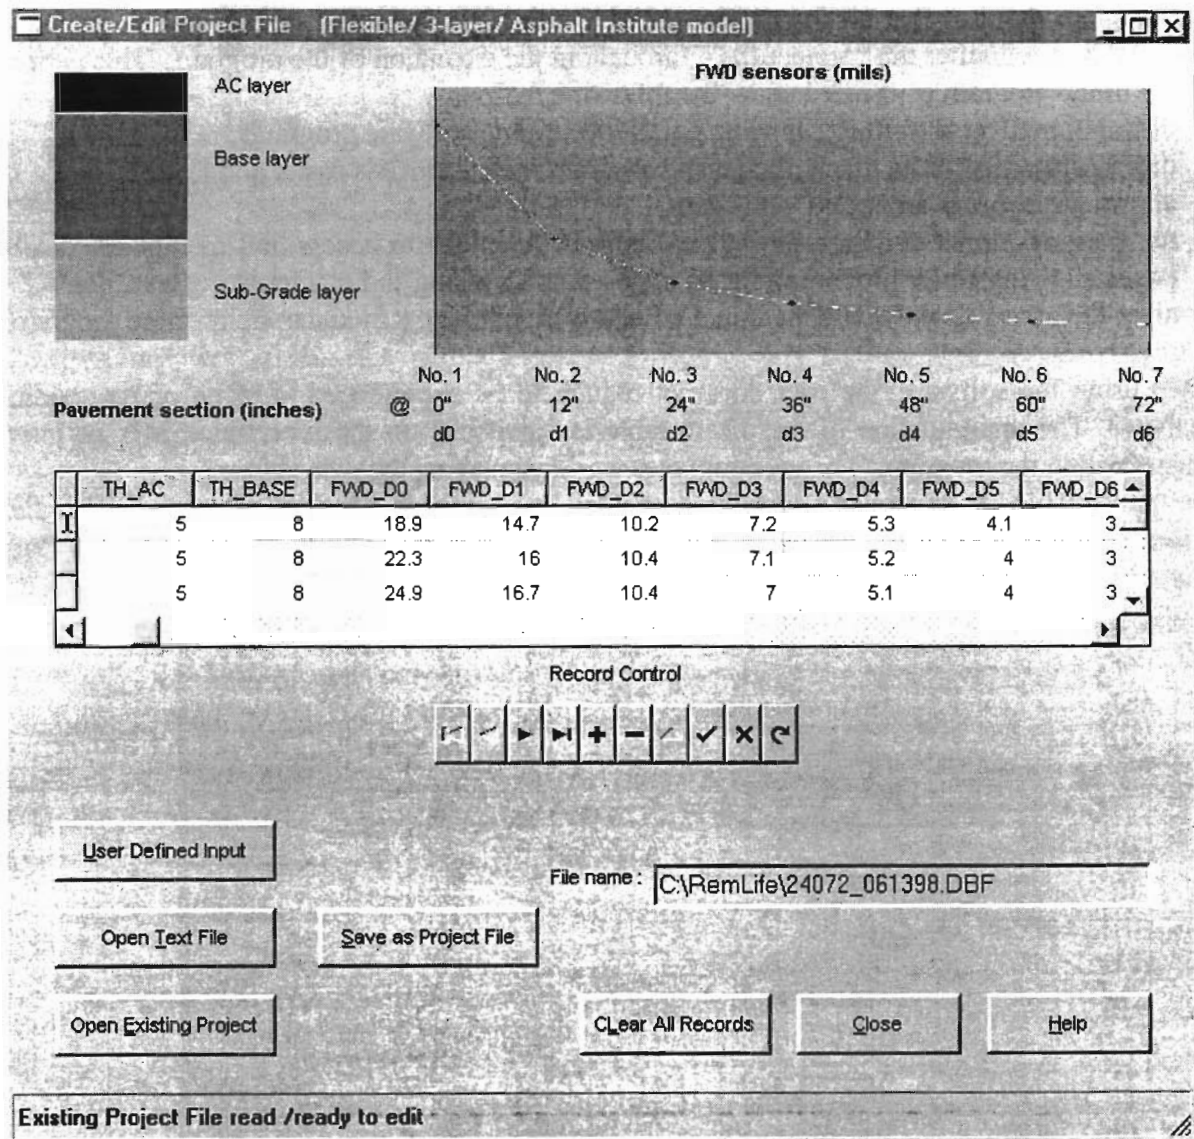 Create/Edit Project File [Flexible/ 3-layer/ Asphalt Institute model]
AC layer
Base layer
Sub-Grade layer
FWD sensors (mils)
No. 1 No. 2 No. 3 No. 4 No. 5 No. 6 No. 7
Pavement section (inches) @ 0" 12" 24" 36" 48" 60" 72"
d0 d1 d2 d3 d4 d5 d6
TH_AC TH_BASE FWD_D0 FWD_D1 FWD_D2 FWD_D3 FWD_D4 FWD_D5 FWD_D6
5 8 18.9 14.7 10.2 7.2 5.3 4.1 3
5 8 22.3 16 10.4 7.1 5.2 4 3
5 8 24.9 16.7 10.4 7 5.1 4 3
Record Control
User Defined Input
File name : C:\RemLife\24072_061398.DBF
Open Text File Save as Project File
Open Existing Project CLear All Records Close Help
Existing Project File read /ready to edit